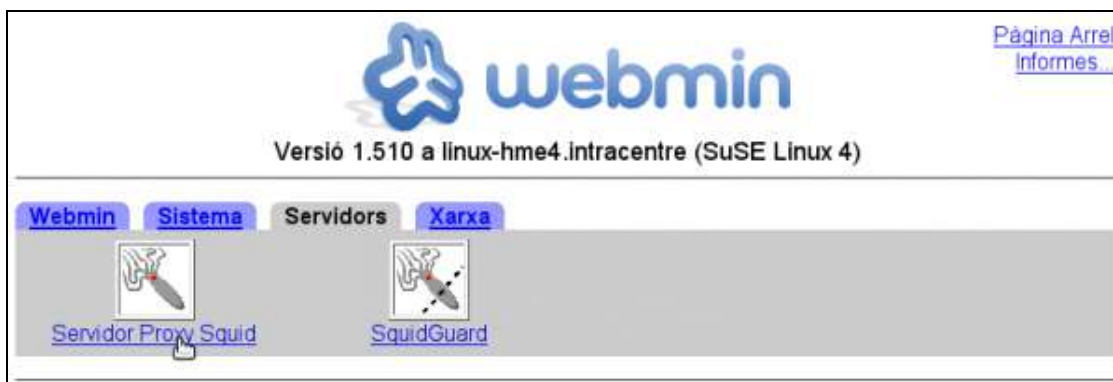 Pàgina Arrel
Informes...
webmin
Versió 1.510 a linux-hme4.intracentre (SuSE Linux 4)
Webmin Sistema Servidors Xarxa
Servidor Proxy Squid SquidGuard